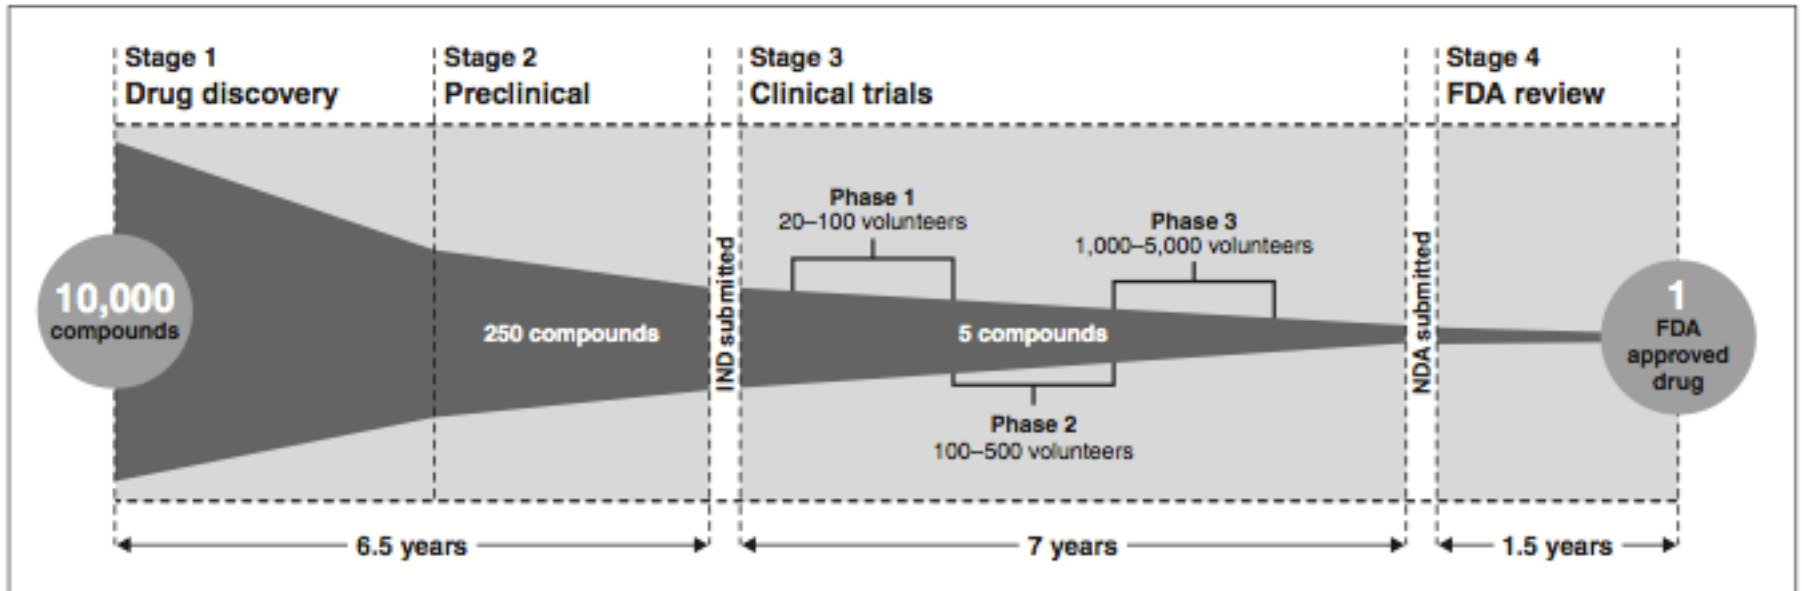 Stage 1
Drug discovery
Stage 2
Preclinical
Stage 3
Clinical trials
Stage 4
FDA review
10,000
compounds
250 compounds
IND submitted
Phase 1
20–100 volunteers
5 compounds
Phase 2
100–500 volunteers
Phase 3
1,000–5,000 volunteers
NDA submitted
1
FDA
approved
drug
6.5 years
7 years
1.5 years